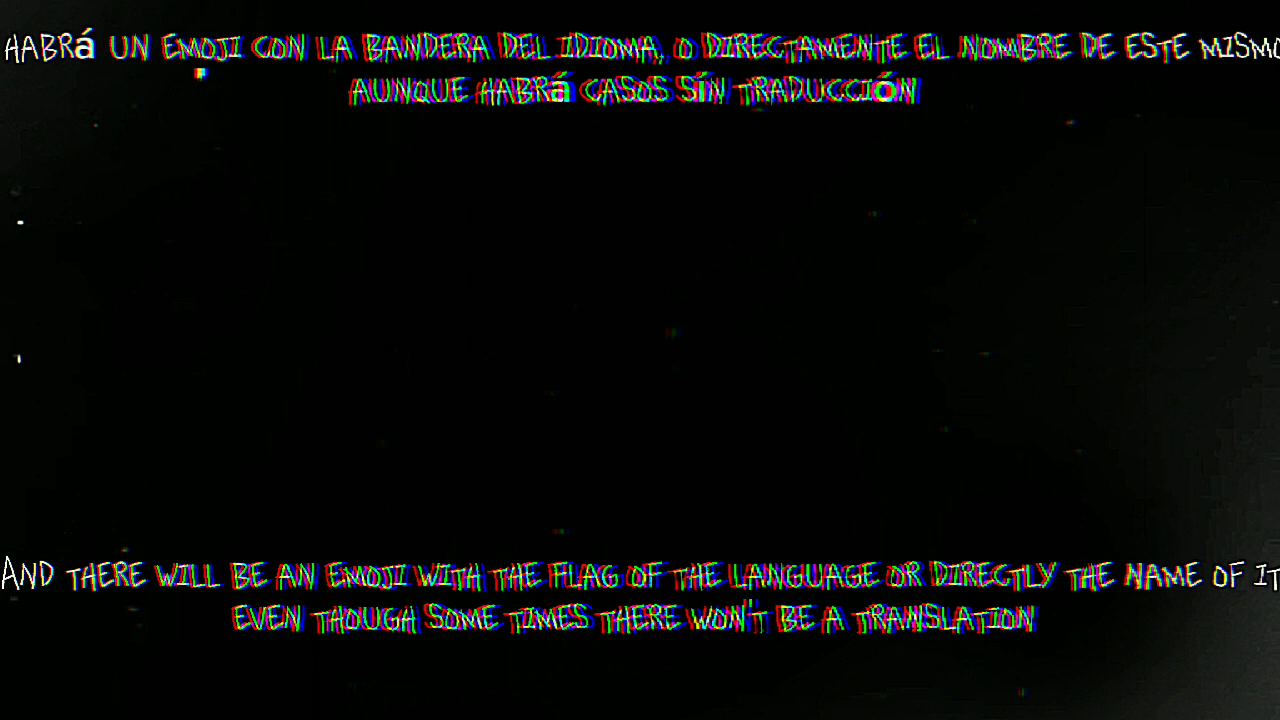 HABRá UN EMOJI CON LA BANDERA DEL IDIOMA, O DIRECTAMENTE EL NOMBRE DE ESTE MISMO
AUNQUE HABRá CASOS SíN TRADUCCIóN
AND THERE WILL BE AN EMOJI WITH THE FLAG OF THE LANGUAGE OR DIRECTLY THE NAME OF IT
EVEN THOUGH SOME TIMES THERE WON'T BE A TRANSLATION